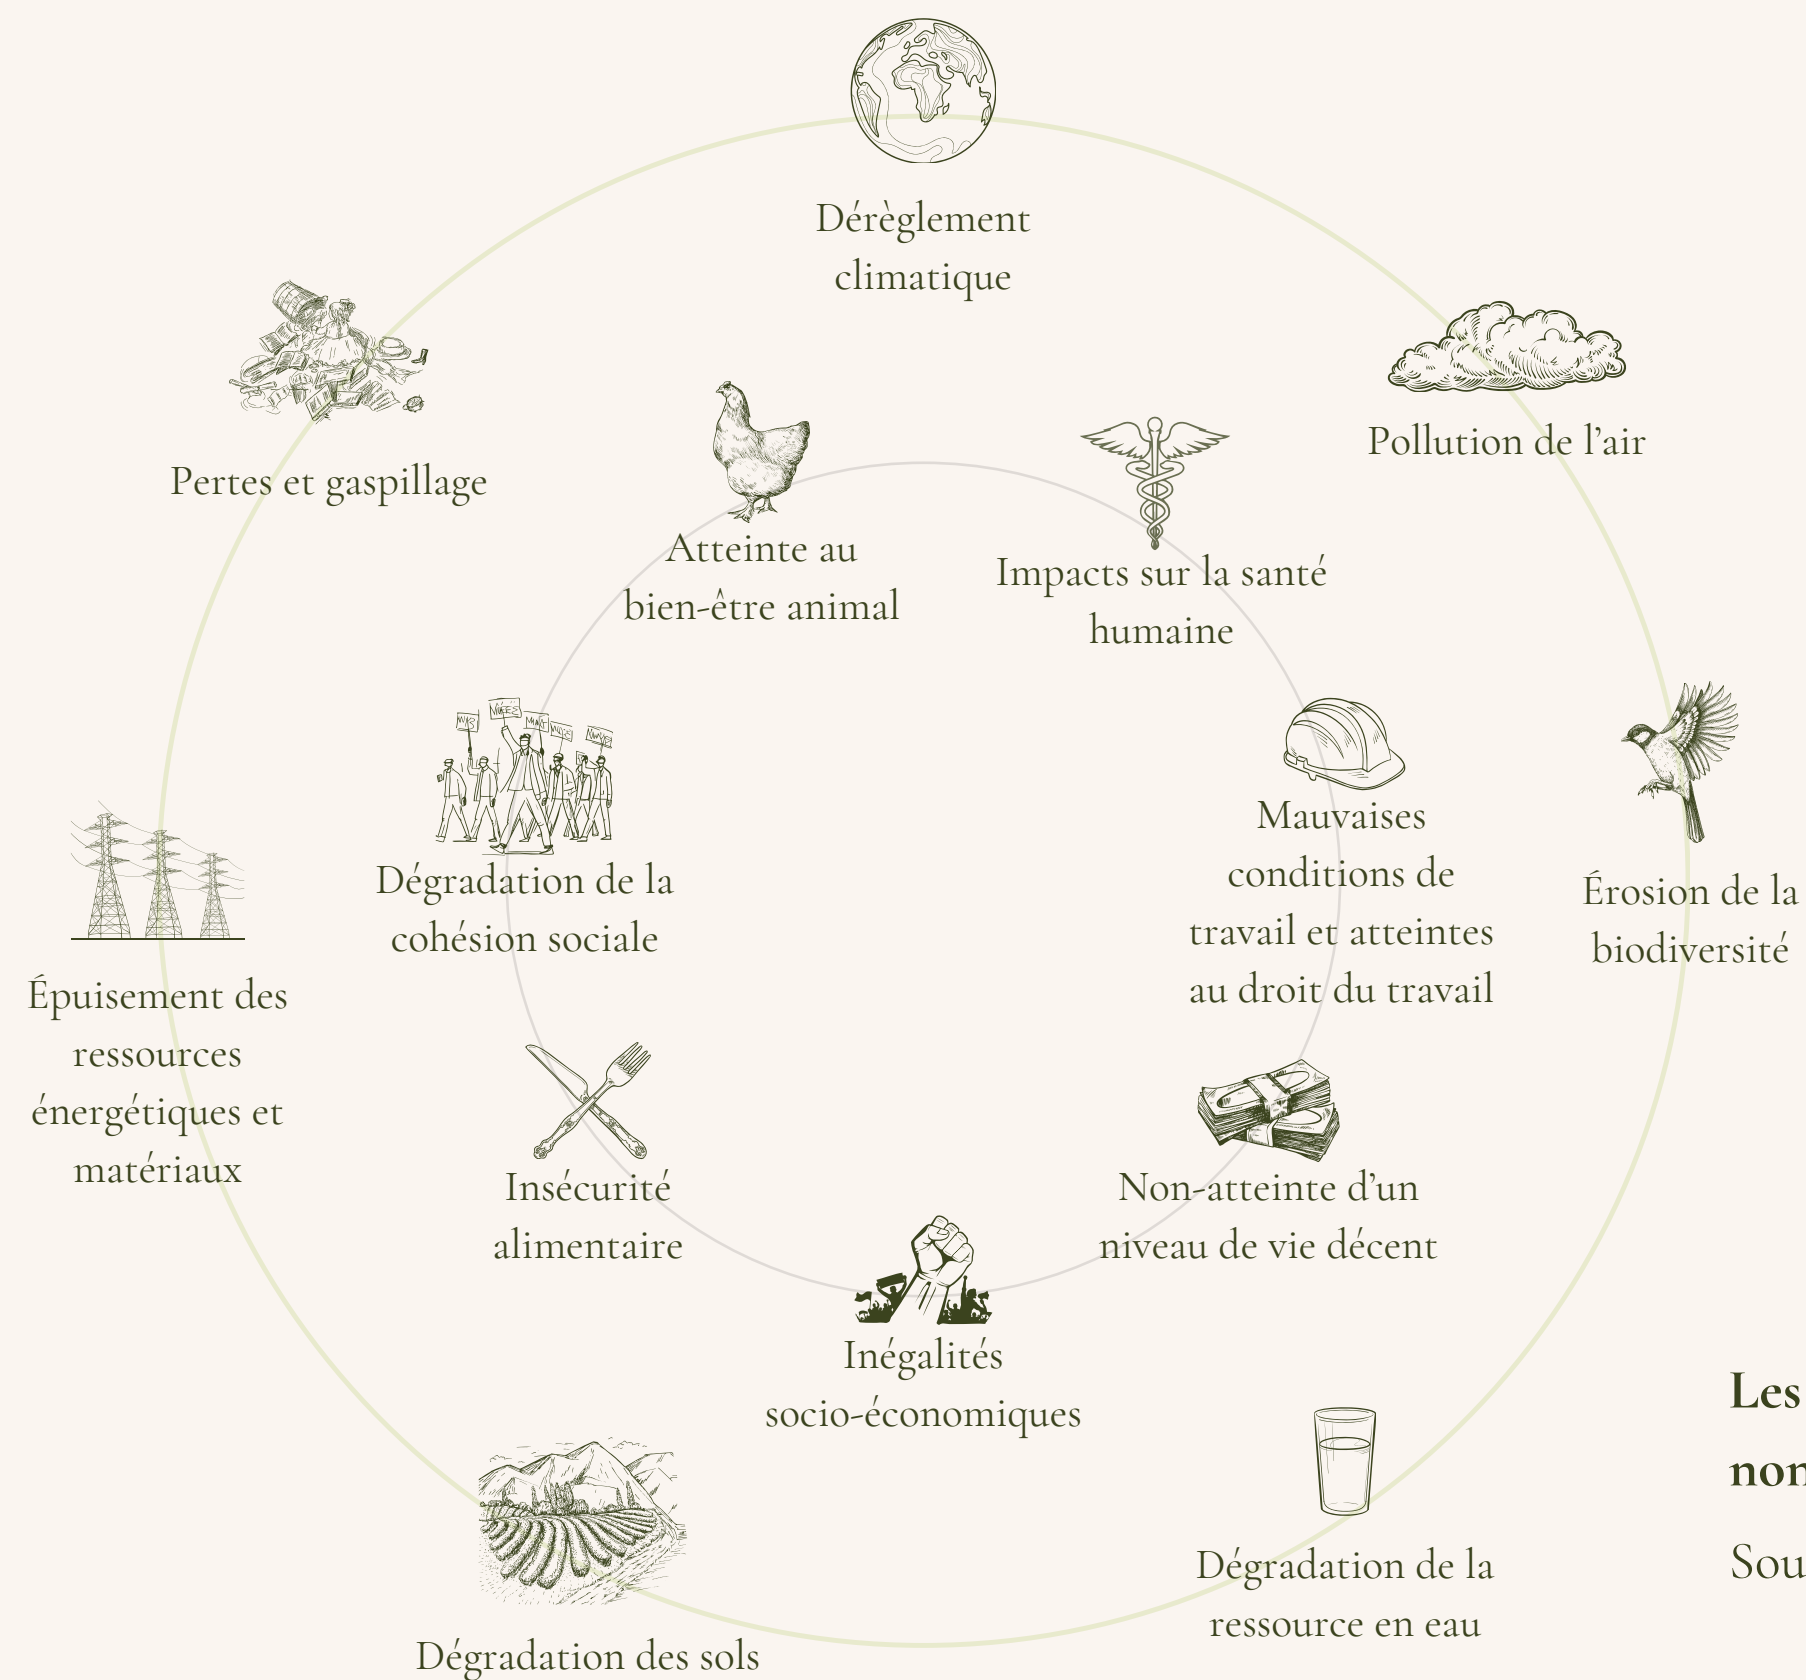 Dérèglement
climatique
Pollution de l’air
Pertes et gaspillage
Atteinte au
bien-être animal
Impacts sur la santé
humaine
Mauvaises
conditions de
travail et atteintes
au droit du travail
Érosion de la
biodiversité
Dégradation de la
cohésion sociale
Épuisement des
ressources
énergétiques et
matériaux
Insécurité
alimentaire
Non-atteinte d’un
niveau de vie décent
Inégalités
socio-économiques
Dégradation de la
ressource en eau
Dégradation des sols
Les